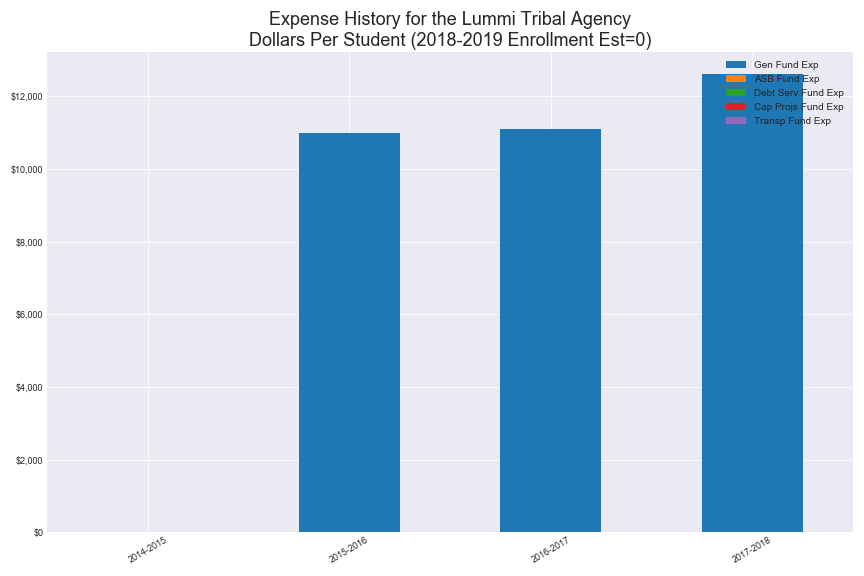 Expense History for the Lummi Tribal Agency
Dollars Per Student (2018-2019 Enrollment Est=0)
Gen Fund Exp
ASB Fund Exp
Debt Serv Fund Exp
Cap Projs Fund Exp
Transp Fund Exp
$12,000
$10,000
$8,000
$6,000
$4,000
$2,000
$0
2014-2015
2015-2016
2016-2017
2017-2018